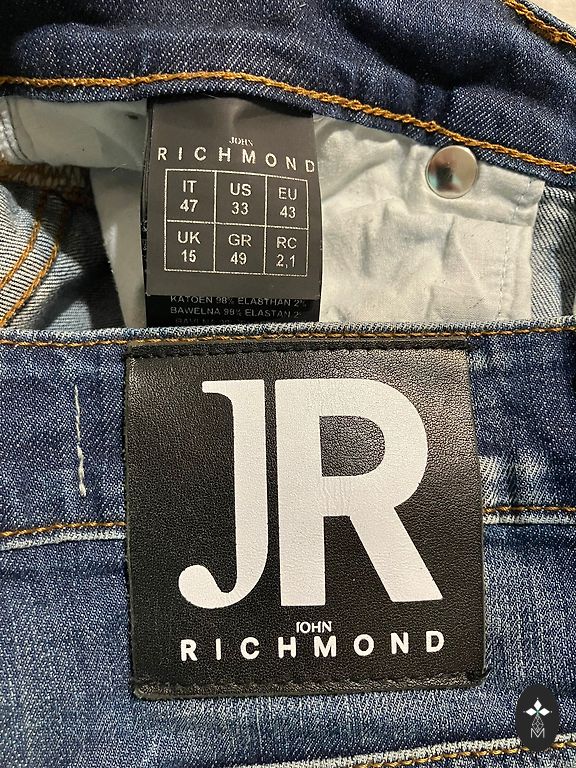 JOHN
RICHMOND
IT US EU
47 33 43
UK GR RC
15 49 2,1
KATOEN 98% ELASTHAN 2%
BAWELNA 98% ELASTAN 2
JR
JOHN
RICHMOND
M